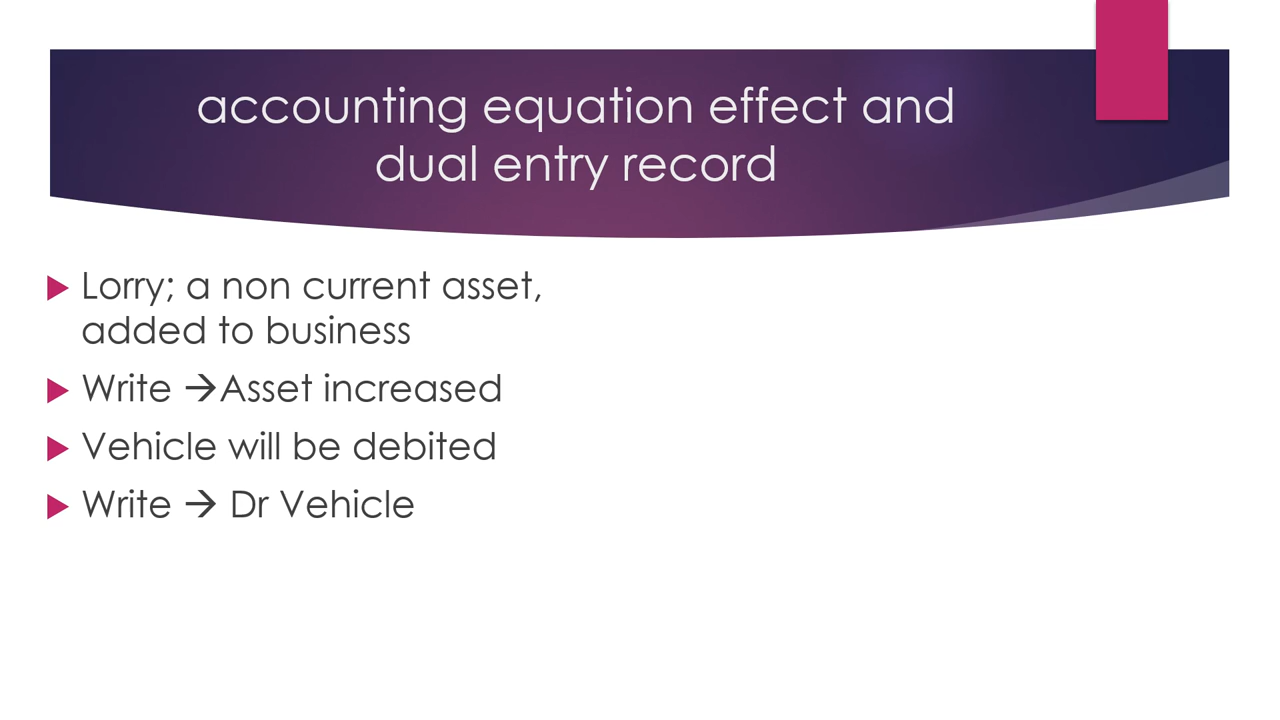 accounting equation effect and
dual entry record
Lorry; a non current asset,
added to business
Write →Asset increased
Vehicle will be debited
Write → Dr Vehicle